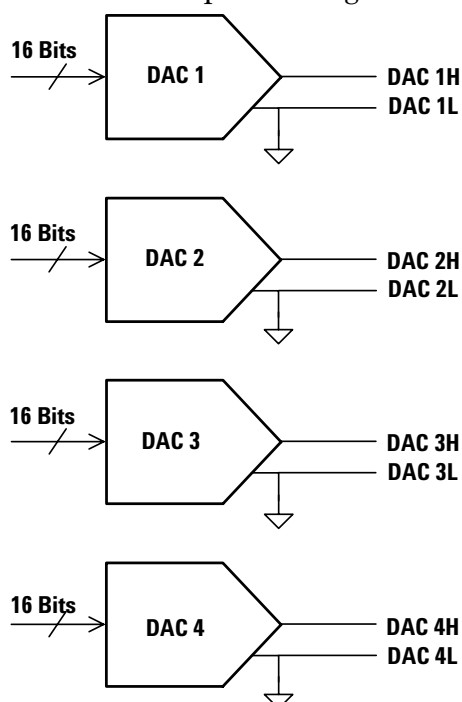 16 Bits
DAC 1
DAC 1H
DAC 1L
16 Bits
DAC 2
DAC 2H
DAC 2L
16 Bits
DAC 3
DAC 3H
DAC 3L
16 Bits
DAC 4
DAC 4H
DAC 4L